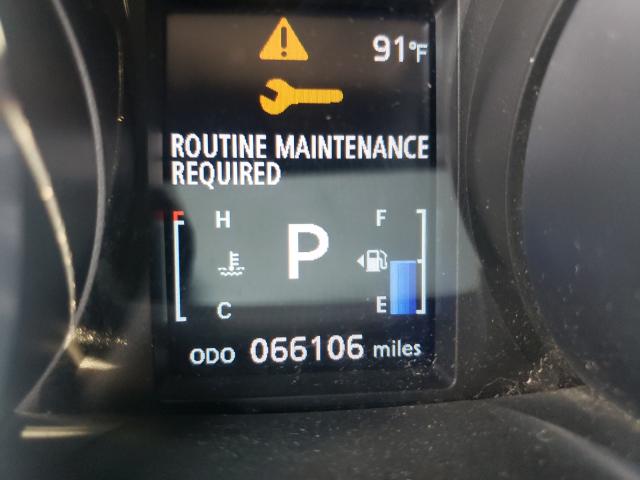 91°F
ROUTINE MAINTENANCE
REQUIRED
H
F
P
C
E
ODO 066106 miles